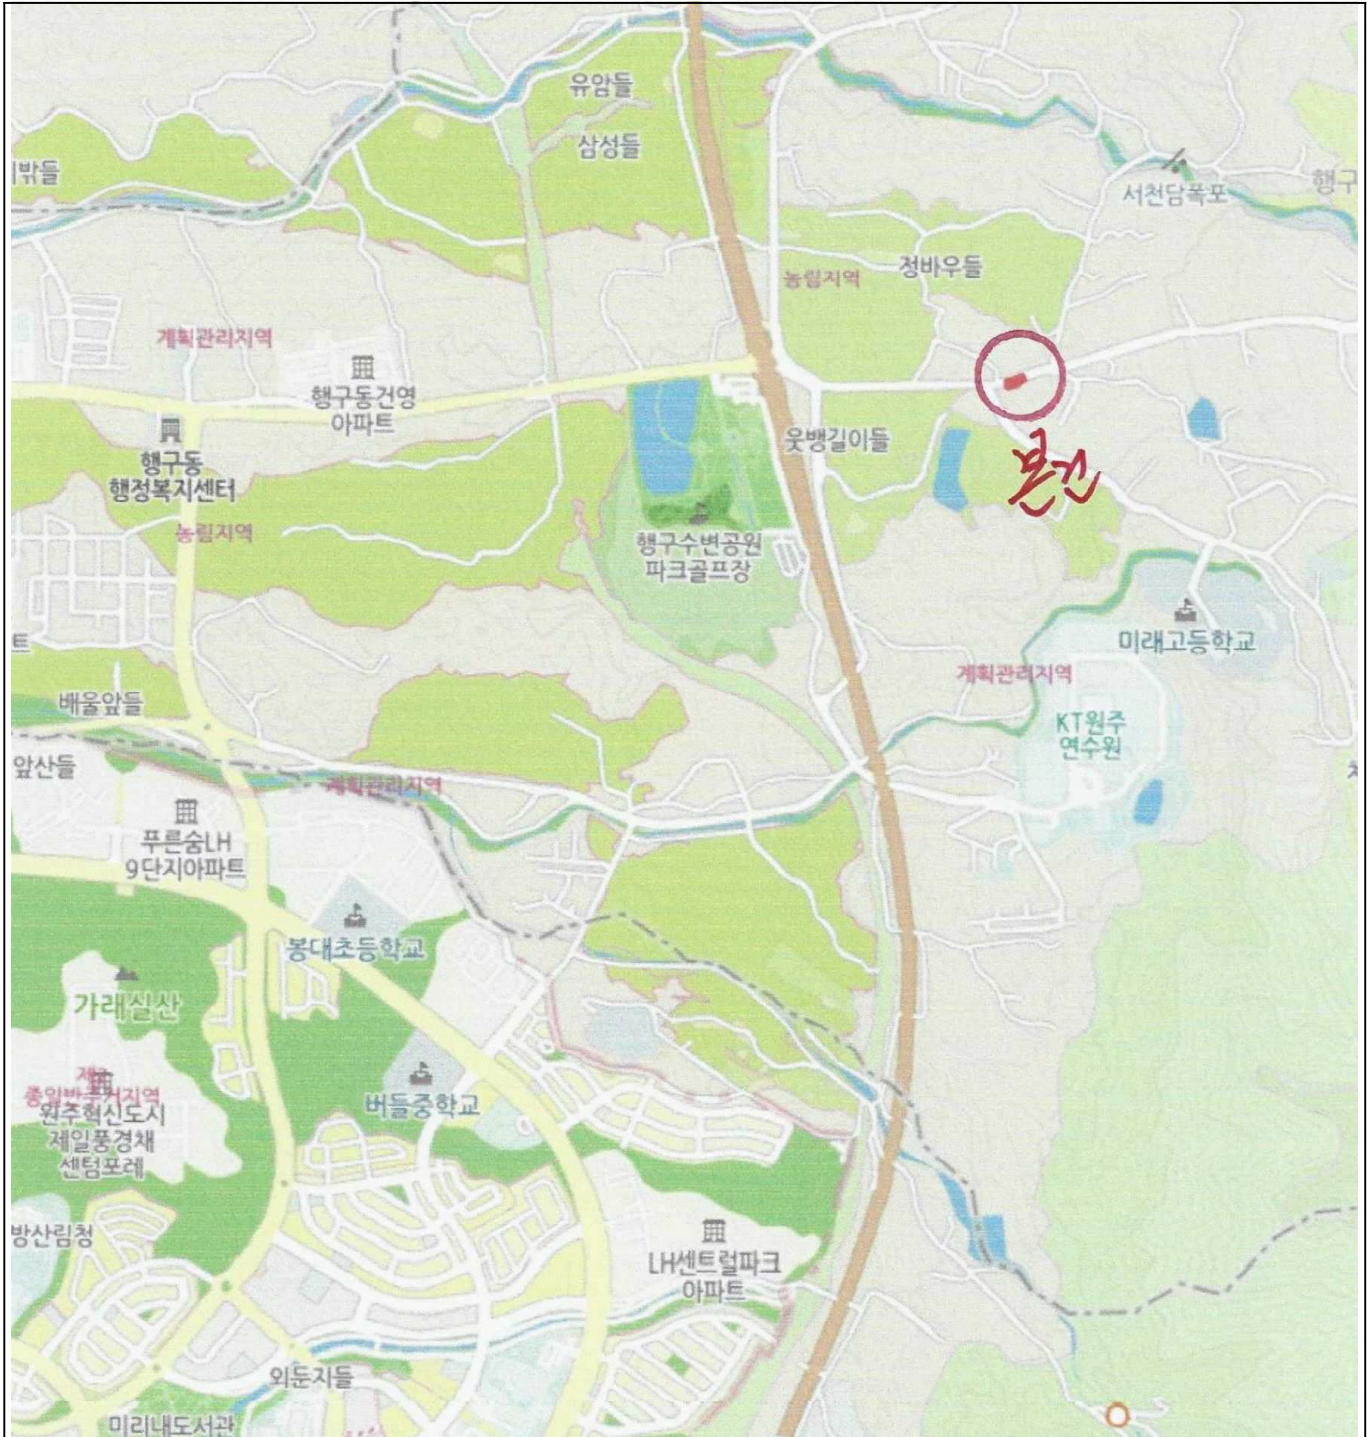 유암들
삼성들
밖들
서천담폭포
행구
정바우들
농림지역
계획관리지역
행구동건영
아파트
웃뱅길이들
본건
행구동
행정복지센터
농림지역
행구수변공원
파크골프장
미래고등학교
트
계획관리지역
배울앞들
KT원주
연수원
앞산들
계획관리지역
푸른숨LH
9단지아파트
봉대초등학교
가래실산
종일반주거지역
버들중학교
원주혁신도시
제일풍경채
센텀포레
방산림청
LH센트럴파크
아파트
외둔지들
미리내도서관